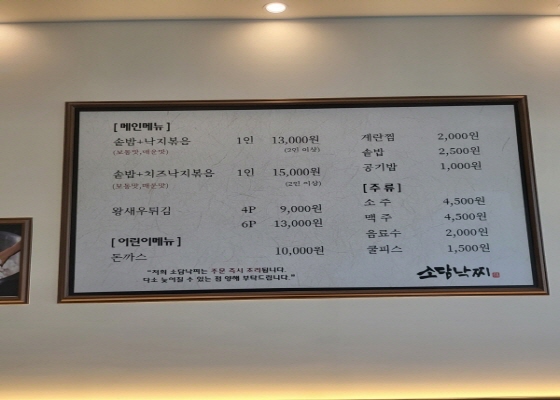 [메인메뉴]
솥밥+낙지볶음 1인 13,000원
(보통맛,매운맛) (2인 이상)
솥밥+치즈낙지볶음 1인 15,000원
(보통맛,매운맛) (2인 이상)
왕새우튀김 4P 9,000원
6P 13,000원
[어린이메뉴]
돈까스 10,000원
"저희 소담낙찌는 주문 즉시 조리됩니다.
다소 늦어질 수 있는 점 양해 부탁드립니다."
계란찜 2,000원
솥밥 2,500원
공기밥 1,000원
[주류]
소주 4,500원
맥주 4,500원
음료수 2,000원
쿨피스 1,500원
소담낙찌